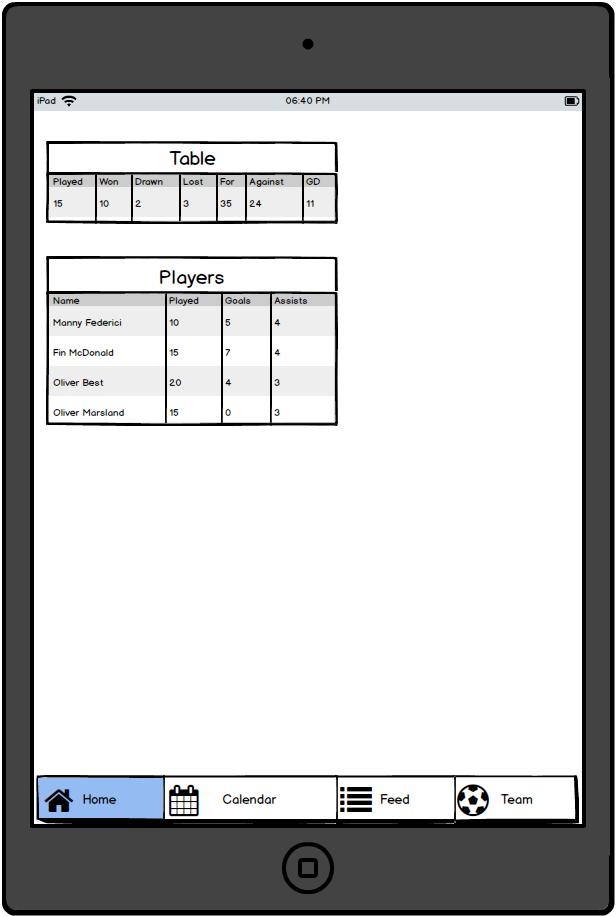 iPad 06:40 PM
Table
Played Won Drawn Lost For Against GD
15 10 2 3 35 24 11
Players
Name Played Goals Assists
Manny Federici 10 5 4
Fin McDonald 15 7 4
Oliver Best 20 4 3
Oliver Marsland 15 0 3
Home Calendar Feed Team